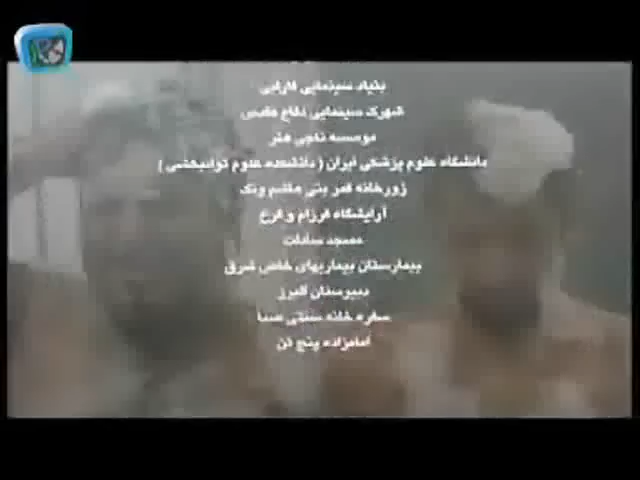 بنیاد سینمایی فارابی
شهرک سینمایی دفاع مقدس
موسسه ناجی هنر
دانشگاه علوم پزشکی ایران ( دانشکده علوم توانبخشی )
زورخانه قمر بنی هاشم ونک
آرایشگاه فرزام و فرخ
مسجد سادات
بیمارستان بیماریهای خاص شرق
دبیرستان البرز
سفره خانه سنتی صبا
امامزاده پنج تن